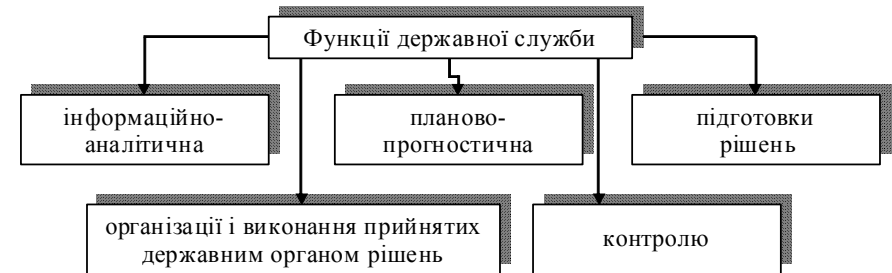 Функції державної служби
інформаційно-
аналітична
планово-
прогностична
підготовки
рішень
організації і виконання прийнятих
державним органом рішень
контролю